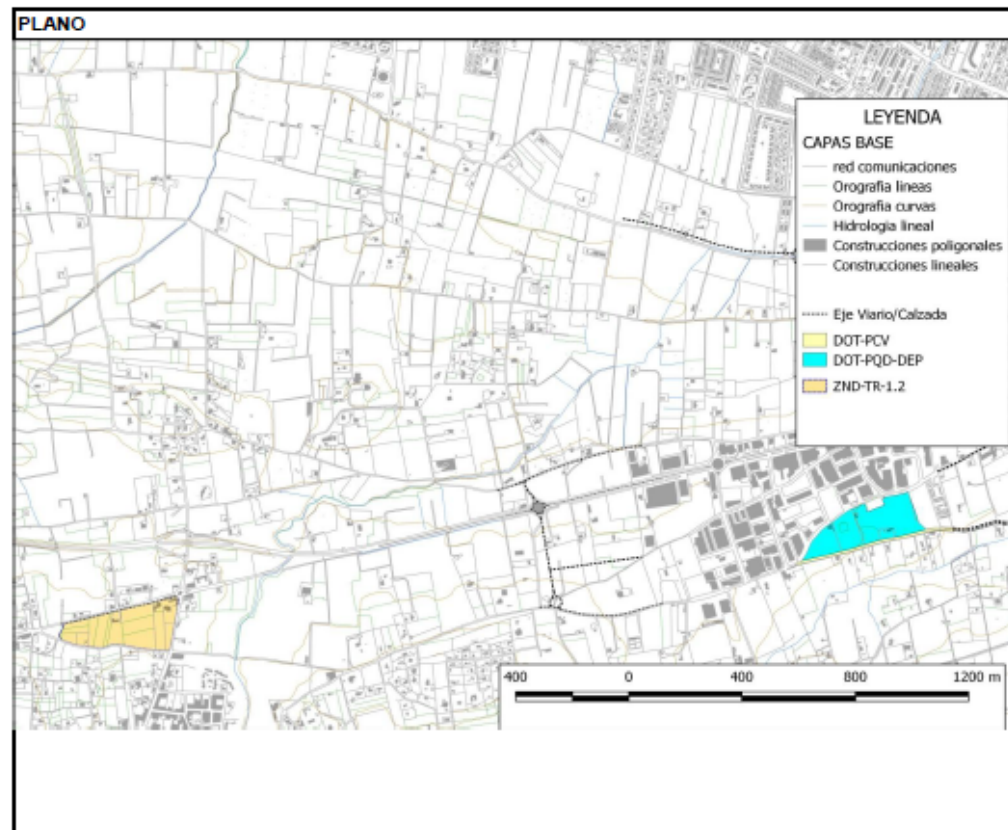 PLANO
LEYENDA
CAPAS BASE
red comunicaciones
Orografia lineas
Orografia curvas
Hidrologia lineal
Construcciones poligonales
Construcciones lineales
Eje Viario/Calzada
DOT-PCV
DOT-PQD-DEP
ZND-TR-1.2
400 0 400 800 1200 m